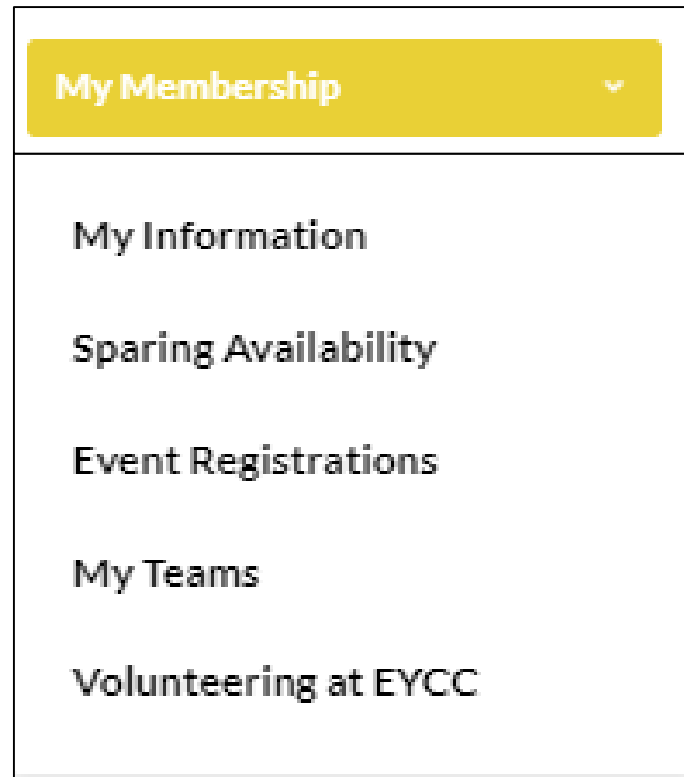 My Membership
My Information
Sparing Availability
Event Registrations
My Teams
Volunteering at EYCC